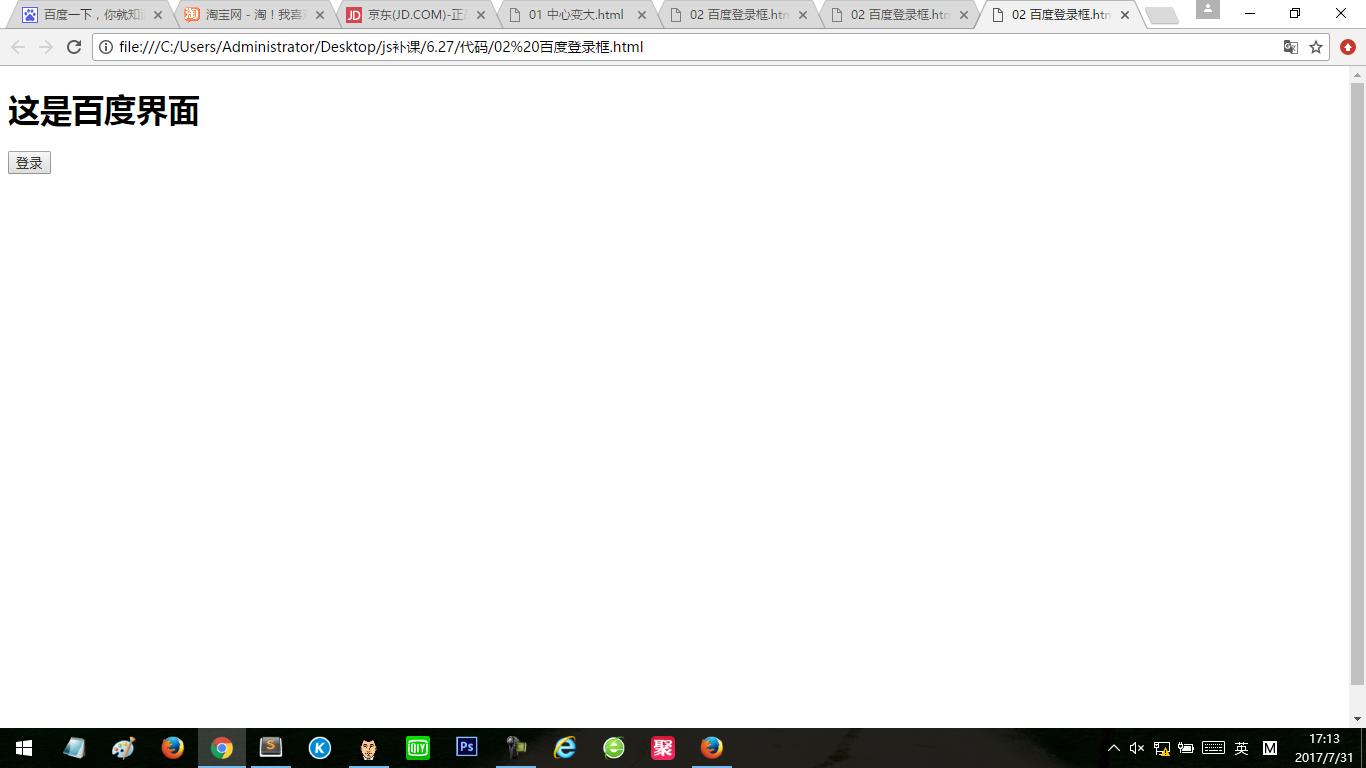 百度一下，你就知
淘宝网 - 淘！我喜
京东(JD.COM)-正
01 中心变大.html
02 百度登录框.htm
02 百度登录框.htm
02 百度登录框.htm
file:///C:/Users/Administrator/Desktop/js补课/6.27/代码/02%20百度登录框.html
这是百度界面
登录
S
K
QIY
Ps
聚
英
M
17:13
2017/7/31